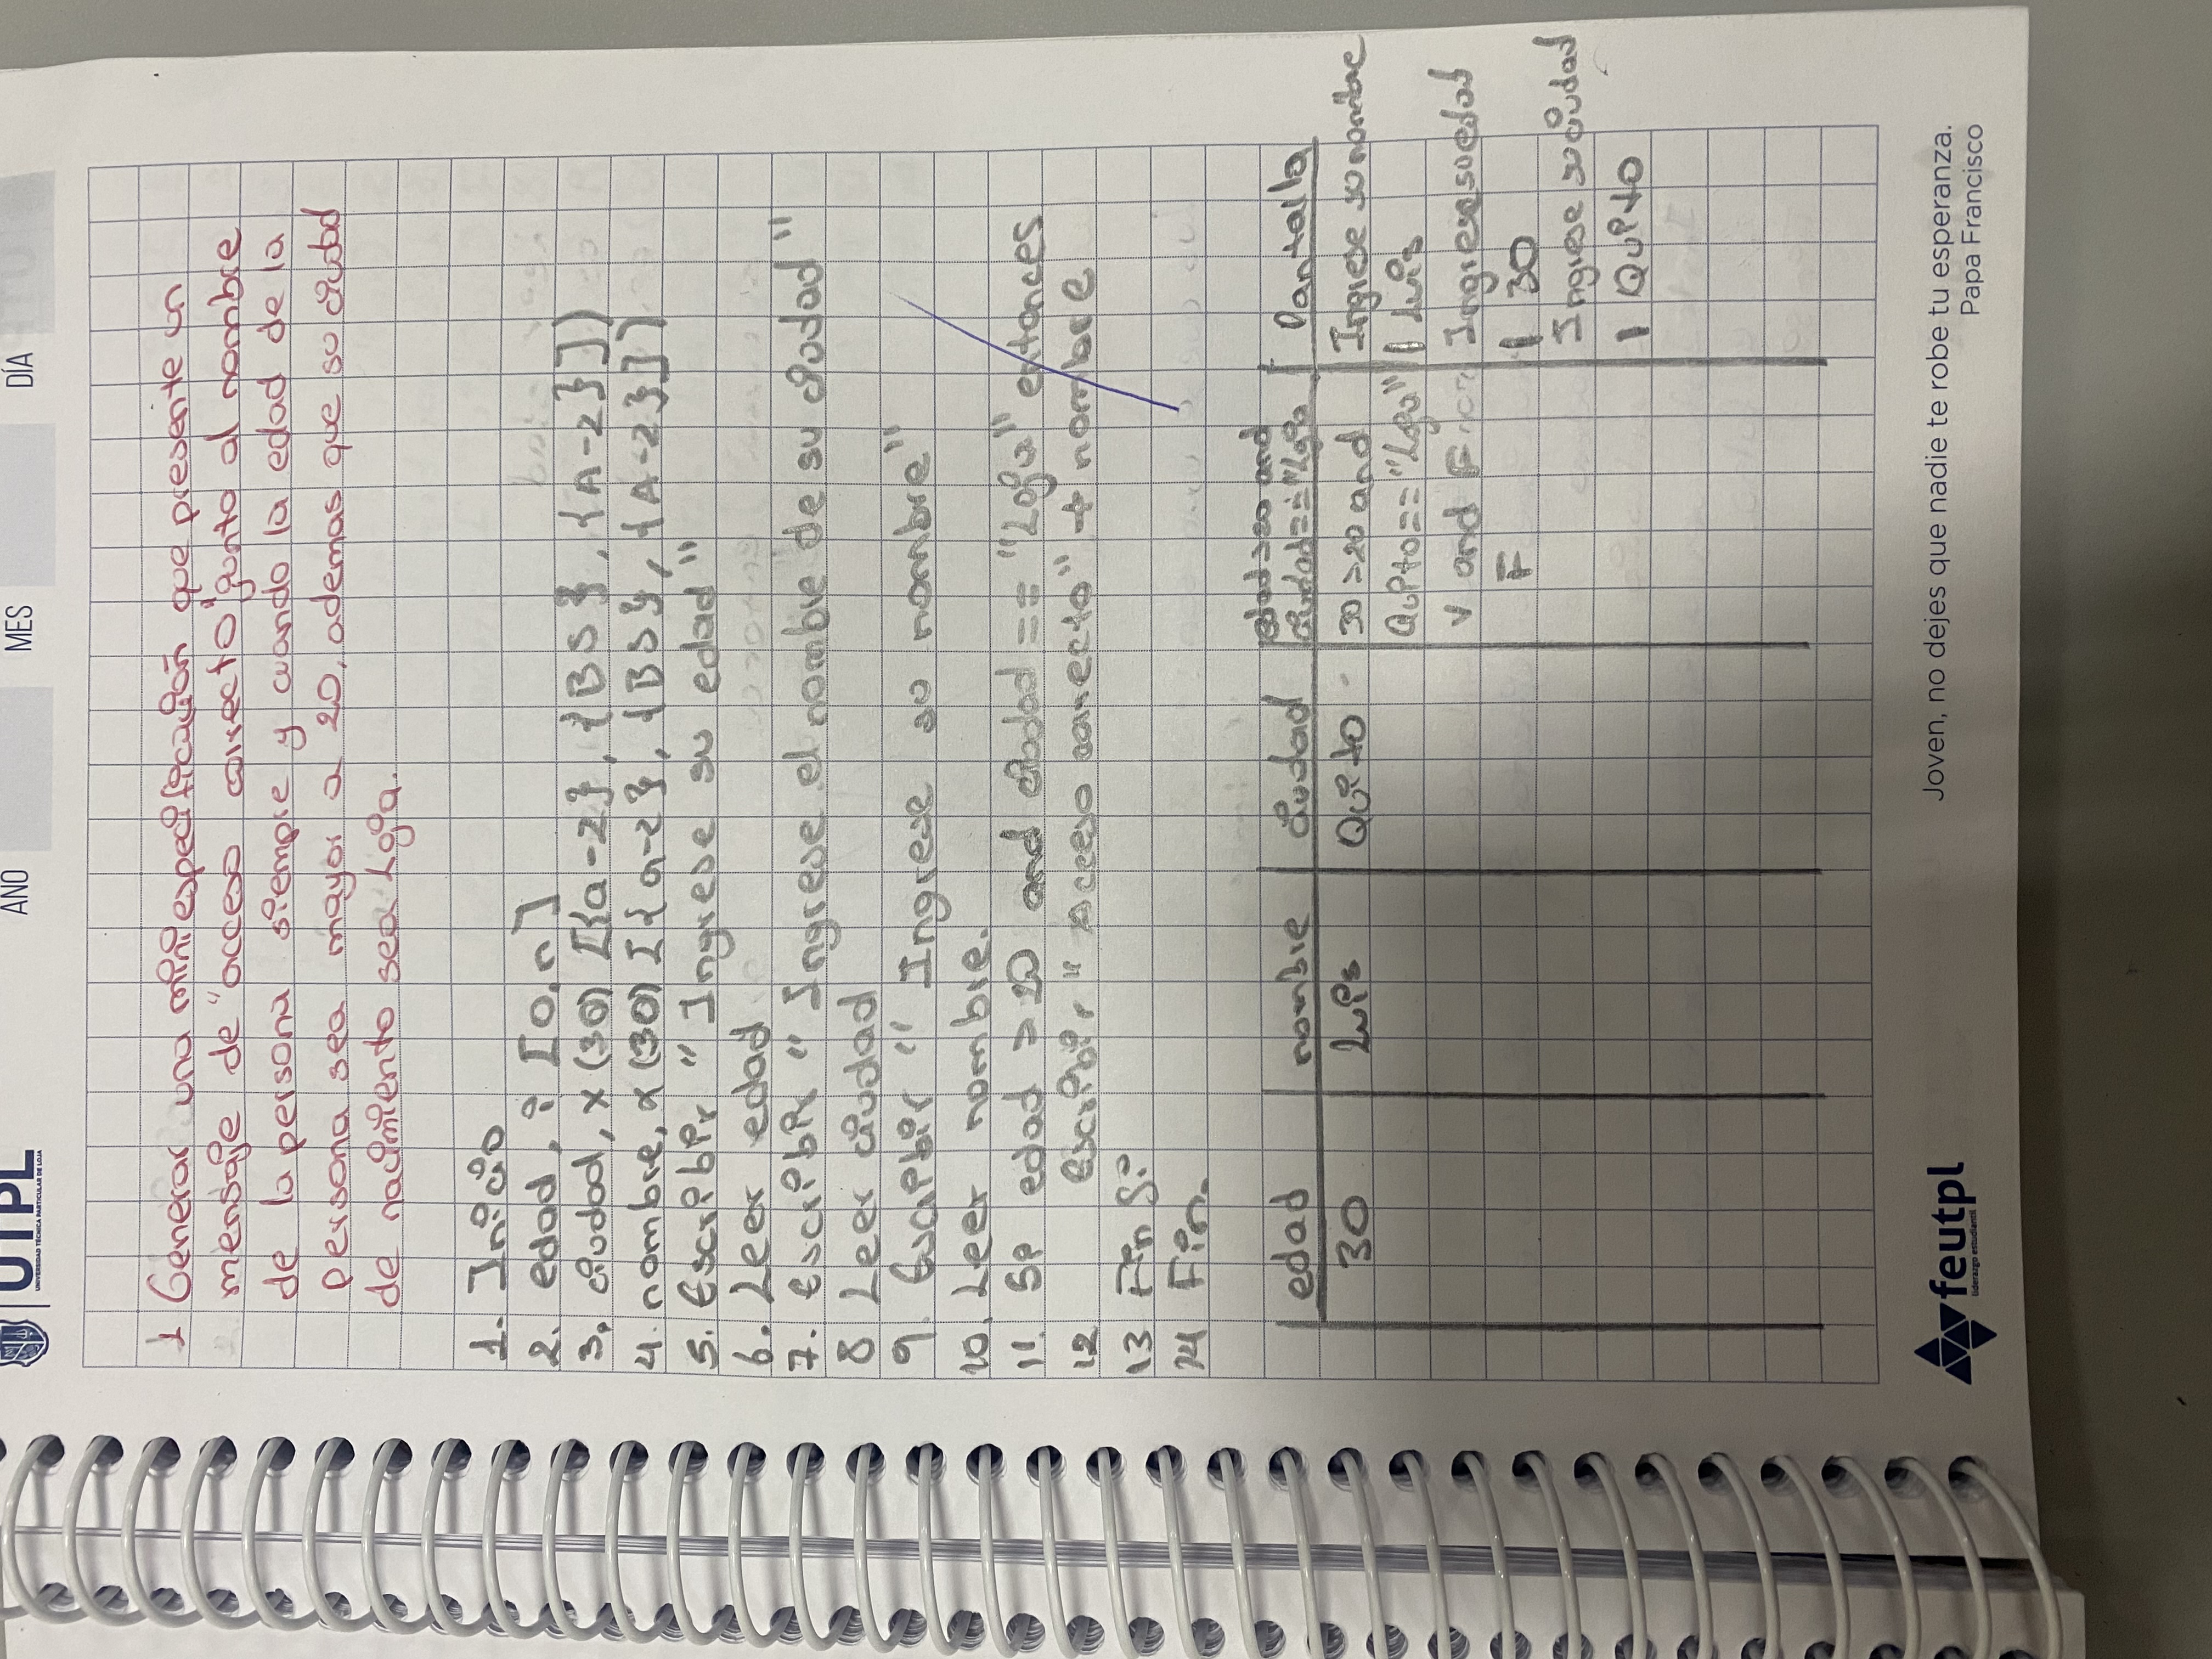 UTPL
UNIVERSIDAD TÉCNICA PARTICULAR DE LOJA
AÑO MES DÍA
1 Generar una miniespecificación que presente un
mensaje de "acceso correcto" junto al nombre
de la persona siempre y cuando la edad de la
persona sea mayor a 20, ademas que su ciudad
de nacimiento sea Loja.
1. Inicio
2. edad, i [0,n]
3. ciudad, x (30) [{a-z}, {BS}, {A-z}])
4. nombre, x (30) [{a-z}, {BS}, {A-z}])
5. Escribir "Ingrese su edad"
6. Leer edad
7. Escribir "Ingrese el nombre de su ciudad"
8 Leer ciudad
9. Escribir "Ingrese su nombre"
10. Leer nombre.
11. Si edad > 20 and ciudad == "Loja" entonces
12 Escribir "Acceso correcto" + nombre
13 Fin Si
14 Fin.
edad nombre ciudad edad>20 and ciudad=="Loja Pantalla
30 Luis Quito 30 >20 and Ingrese su nombre
Quito=="Loja" | Luis
V and F Ingrese su edad
F | 30
Ingrese su ciudad
| Quito
feutpl
liderazgo estudiantil
Joven, no dejes que nadie te robe tu esperanza.
Papa Francisco